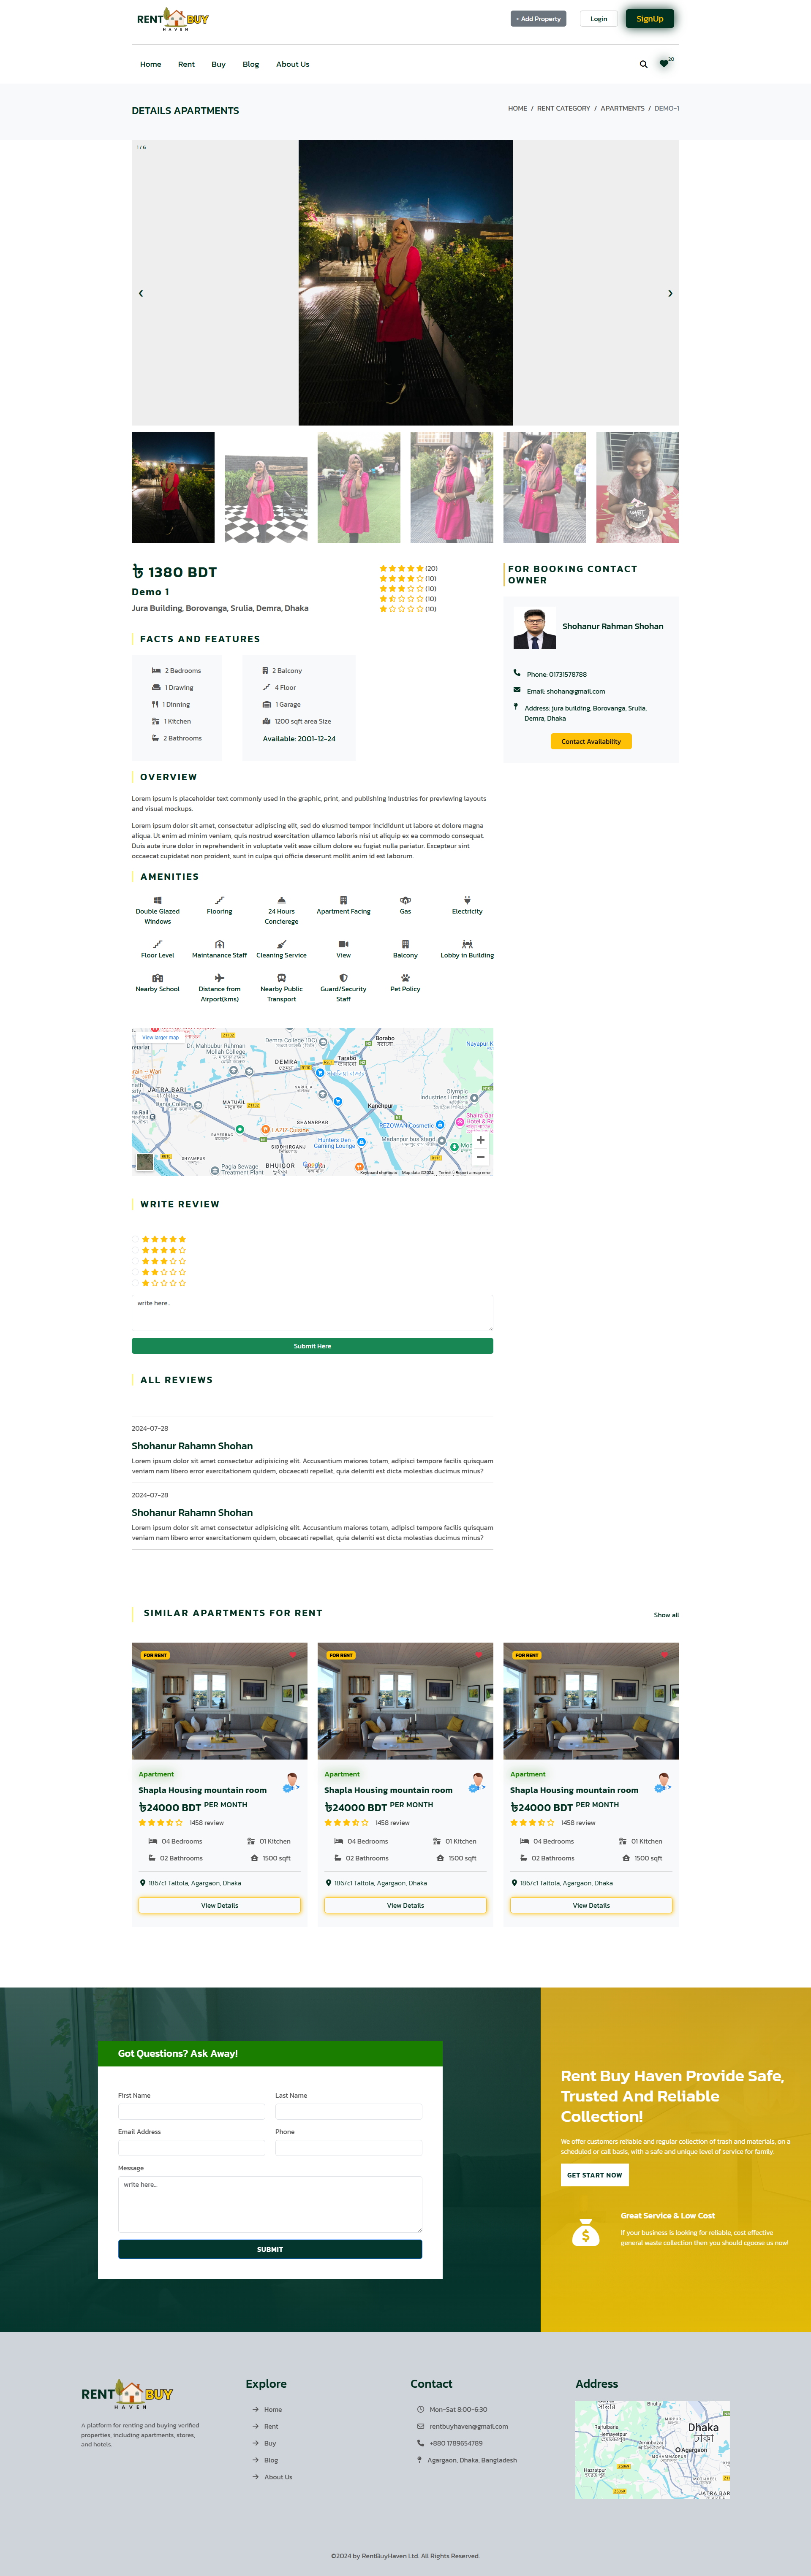 RENT BUY
HAVEN
+ Add Property
Login
SignUp
Home
Rent
Buy
Blog
About Us
20
DETAILS APARTMENTS
HOME / RENT CATEGORY / APARTMENTS / DEMO-1
1 / 6
❮
❯
৳ 1380 BDT
Demo 1
Jura Building, Borovanga, Srulia, Demra, Dhaka
(20)
(10)
(10)
(10)
(10)
FOR BOOKING CONTACT
OWNER
Shohanur Rahman Shohan
Phone: 01731578788
Email: shohan@gmail.com
Address: jura building, Borovanga, Srulia,
Demra, Dhaka
Contact Availability
FACTS AND FEATURES
2 Bedrooms
1 Drawing
1 Dinning
1 Kitchen
2 Bathrooms
2 Balcony
4 Floor
1 Garage
1200 sqft area Size
Available: 2001-12-24
OVERVIEW
Lorem ipsum is placeholder text commonly used in the graphic, print, and publishing industries for previewing layouts
and visual mockups.
Lorem ipsum dolor sit amet, consectetur adipiscing elit, sed do eiusmod tempor incididunt ut labore et dolore magna
aliqua. Ut enim ad minim veniam, quis nostrud exercitation ullamco laboris nisi ut aliquip ex ea commodo consequat.
Duis aute irure dolor in reprehenderit in voluptate velit esse cillum dolore eu fugiat nulla pariatur. Excepteur sint
occaecat cupidatat non proident, sunt in culpa qui officia deserunt mollit anim id est laborum.
AMENITIES
Double Glazed
Windows
Flooring
24 Hours
Concierege
Apartment Facing
Gas
Electricity
Floor Level
Maintanance Staff
Cleaning Service
View
Balcony
Lobby in Building
Nearby School
Distance from
Airport(kms)
Nearby Public
Transport
Guard/Security
Staff
Pet Policy
View larger map
Demra College (DC)
Borabo
Dr. Mahbubur Rahman
Mollah College
DEMRA
Tarabo
JATRA BARI
MATUAIL
SARULIA
Kanchpur
Olympic Industries
Limited
SHANARPAR
LAZIZ-Cuisine
Hunters Den -
Gaming Lounge
REZOWAN Cosmetic
Madanpur bus stand
SIDDHIRGANJ
BHUIGOR
Pagla Sewage
Treatment Plant
SHYAMPUR
Keyboard shortcuts
Map data ©2024
Terms
Report a map error
WRITE REVIEW
write here..
Submit Here
ALL REVIEWS
2024-07-28
Shohanur Rahamn Shohan
Lorem ipsum dolor sit amet consectetur adipisicing elit. Accusantium maiores totam, adipisci tempore facilis quisquam
veniam nam libero error exercitationem quidem, obcaecati repellat, quia deleniti est dicta molestias ducimus minus?
2024-07-28
Shohanur Rahamn Shohan
Lorem ipsum dolor sit amet consectetur adipisicing elit. Accusantium maiores totam, adipisci tempore facilis quisquam
veniam nam libero error exercitationem quidem, obcaecati repellat, quia deleniti est dicta molestias ducimus minus?
SIMILAR APARTMENTS FOR RENT
Show all
FOR RENT
Apartment
Shapla Housing mountain room
৳24000 BDT PER MONTH
1458 review
04 Bedrooms
01 Kitchen
02 Bathrooms
1500 sqft
186/c1 Taltola, Agargaon, Dhaka
View Details
FOR RENT
Apartment
Shapla Housing mountain room
৳24000 BDT PER MONTH
1458 review
04 Bedrooms
01 Kitchen
02 Bathrooms
1500 sqft
186/c1 Taltola, Agargaon, Dhaka
View Details
FOR RENT
Apartment
Shapla Housing mountain room
৳24000 BDT PER MONTH
1458 review
04 Bedrooms
01 Kitchen
02 Bathrooms
1500 sqft
186/c1 Taltola, Agargaon, Dhaka
View Details
Got Questions? Ask Away!
First Name
Last Name
Email Address
Phone
Message
write here...
SUBMIT
Rent Buy Haven Provide Safe,
Trusted And Reliable
Collection!
We offer customers reliable and regular collection of trash and materials, on a
scheduled or call basis, with a safe and unique level of service for family.
GET START NOW
Great Service & Low Cost
If your business is looking for reliable, cost effective
general waste collection then you should cgoose us now!
RENT BUY
HAVEN
A platform for renting and buying verified
properties, including apartments, stores,
and hotels.
Explore
Home
Rent
Buy
Blog
About Us
Contact
Mon-Sat 8:00-6:30
rentbuyhaven@gmail.com
+880 1789654789
Agargaon, Dhaka, Bangladesh
Address
Birulia
Dhaka
ঢাকা
Agargaon
Aminbazar
MIRPUR
MOHAMMADPUR
Hazratpur
JATRA BARI
©2024 by RentBuyHaven Ltd. All Rights Reserved.